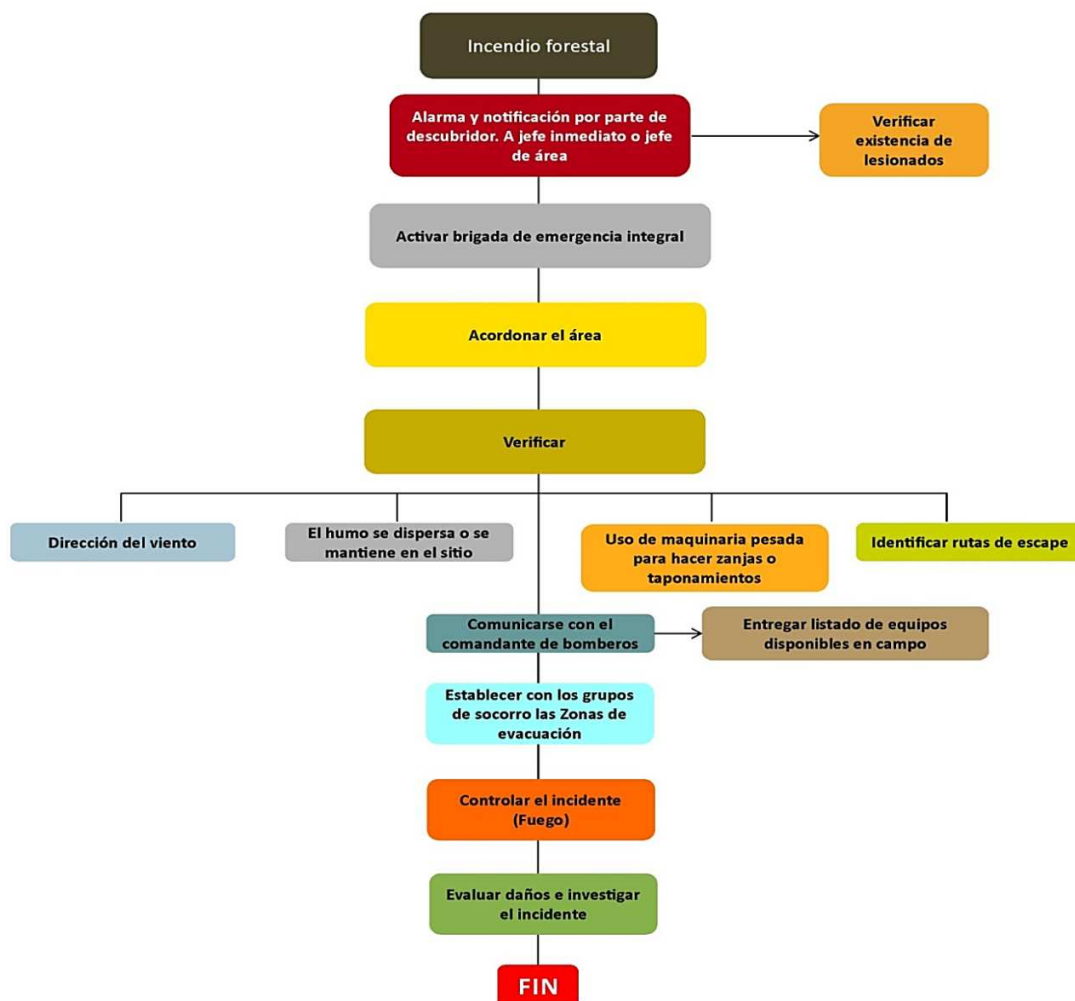 Incendio forestal
Alarma y notificación por parte de
descubridor. A jefe inmediato o jefe
de área
Verificar
existencia de
lesionados
Activar brigada de emergencia integral
Acordonar el área
Verificar
Dirección del viento
El humo se dispersa o se
mantiene en el sitio
Uso de maquinaria pesada
para hacer zanjas o
taponamientos
Identificar rutas de escape
Comunicarse con el
comandante de bomberos
Entregar listado de equipos
disponibles en campo
Establecer con los grupos
de socorro las Zonas de
evacuación
Controlar el incidente
(Fuego)
Evaluar daños e investigar
el incidente
FIN